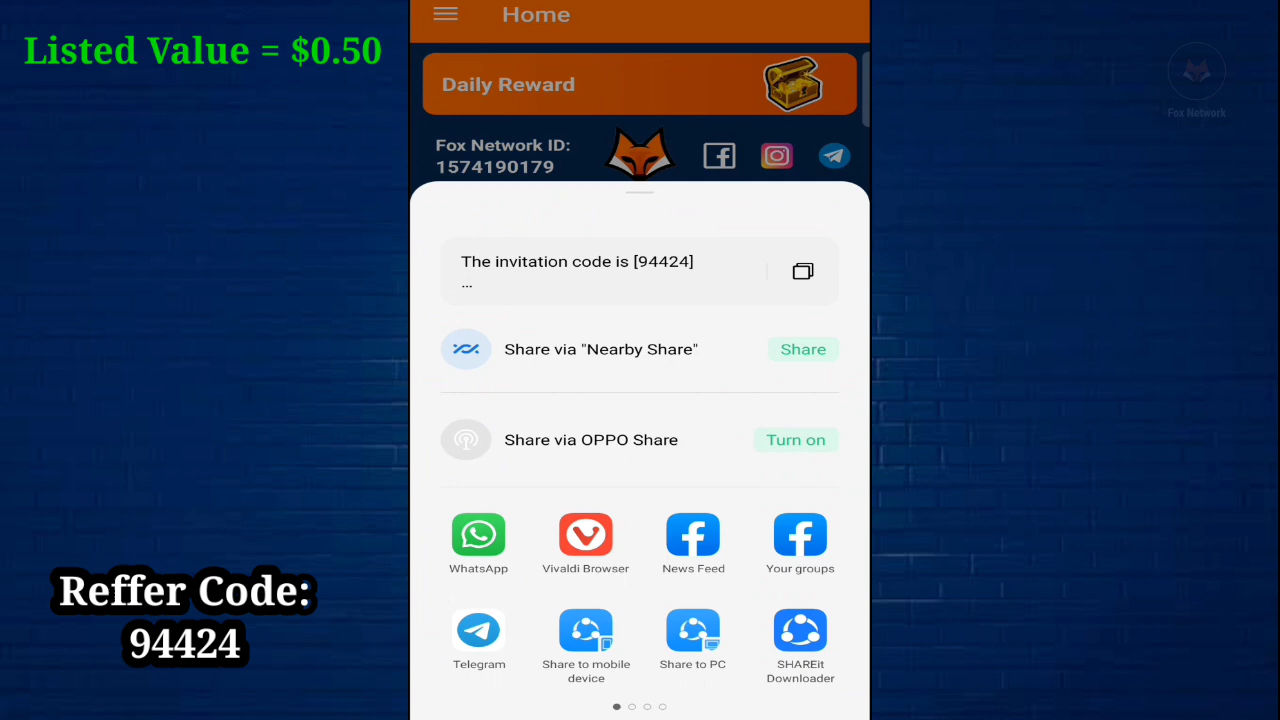 Listed Value = $0.50
Home
Daily Reward
Fox Network ID:
1574190179
Fox Network
The invitation code is [94424]
...
Share via "Nearby Share"
Share
Share via OPPO Share
Turn on
WhatsApp
Vivaldi Browser
News Feed
Your groups
Telegram
Share to mobile
device
Share to PC
SHAREit
Downloader
Reffer Code:
94424